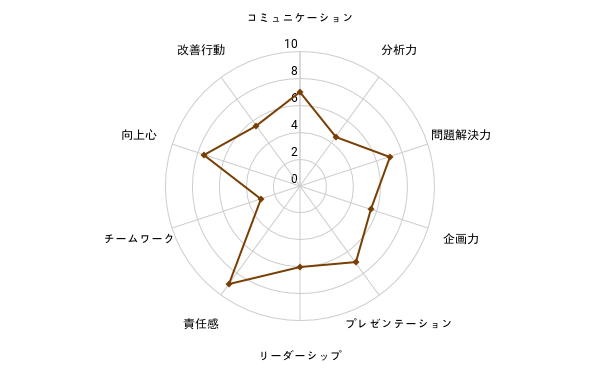 コミュニケーション
改善行動
分析力
10
8
6
4
2
0
向上心
問題解決力
チームワーク
企画力
責任感
プレゼンテーション
リーダーシップ